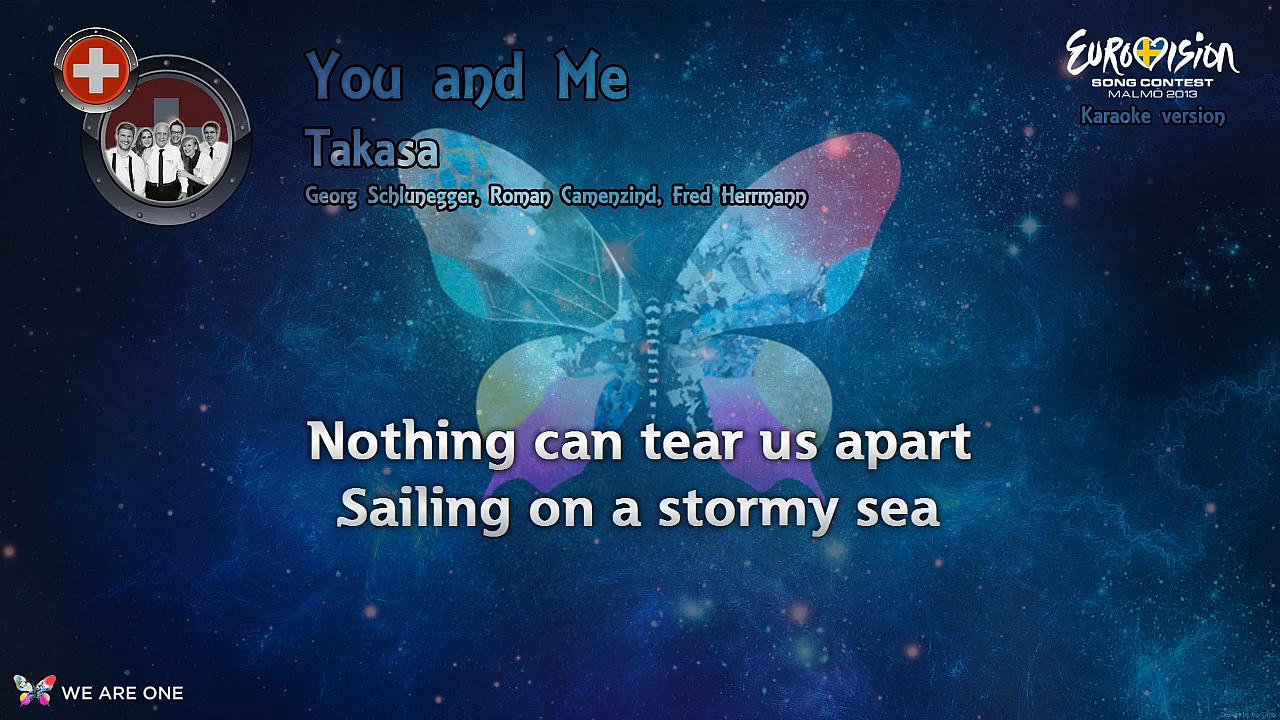 You and Me
Takasa
Georg Schlunegger, Roman Camenzind, Fred Herrmann
EUROVISION
SONG CONTEST
MALMÖ 2013
Karaoke version
Nothing can tear us apart
Sailing on a stormy sea
WE ARE ONE